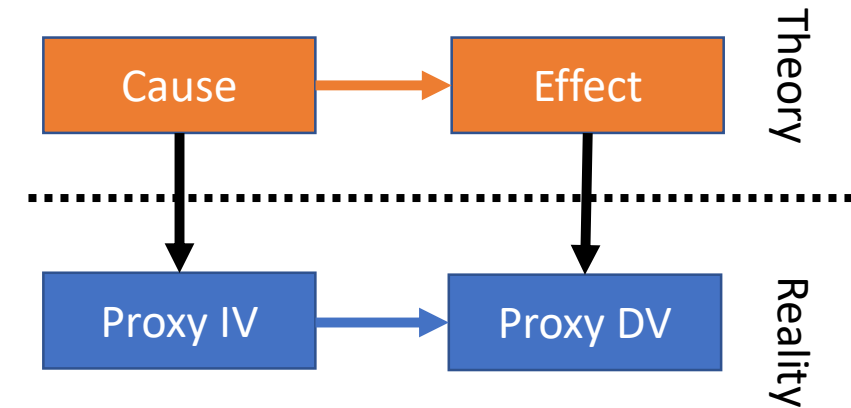 Cause
Effect
Theory
Proxy IV
Proxy DV
Reality